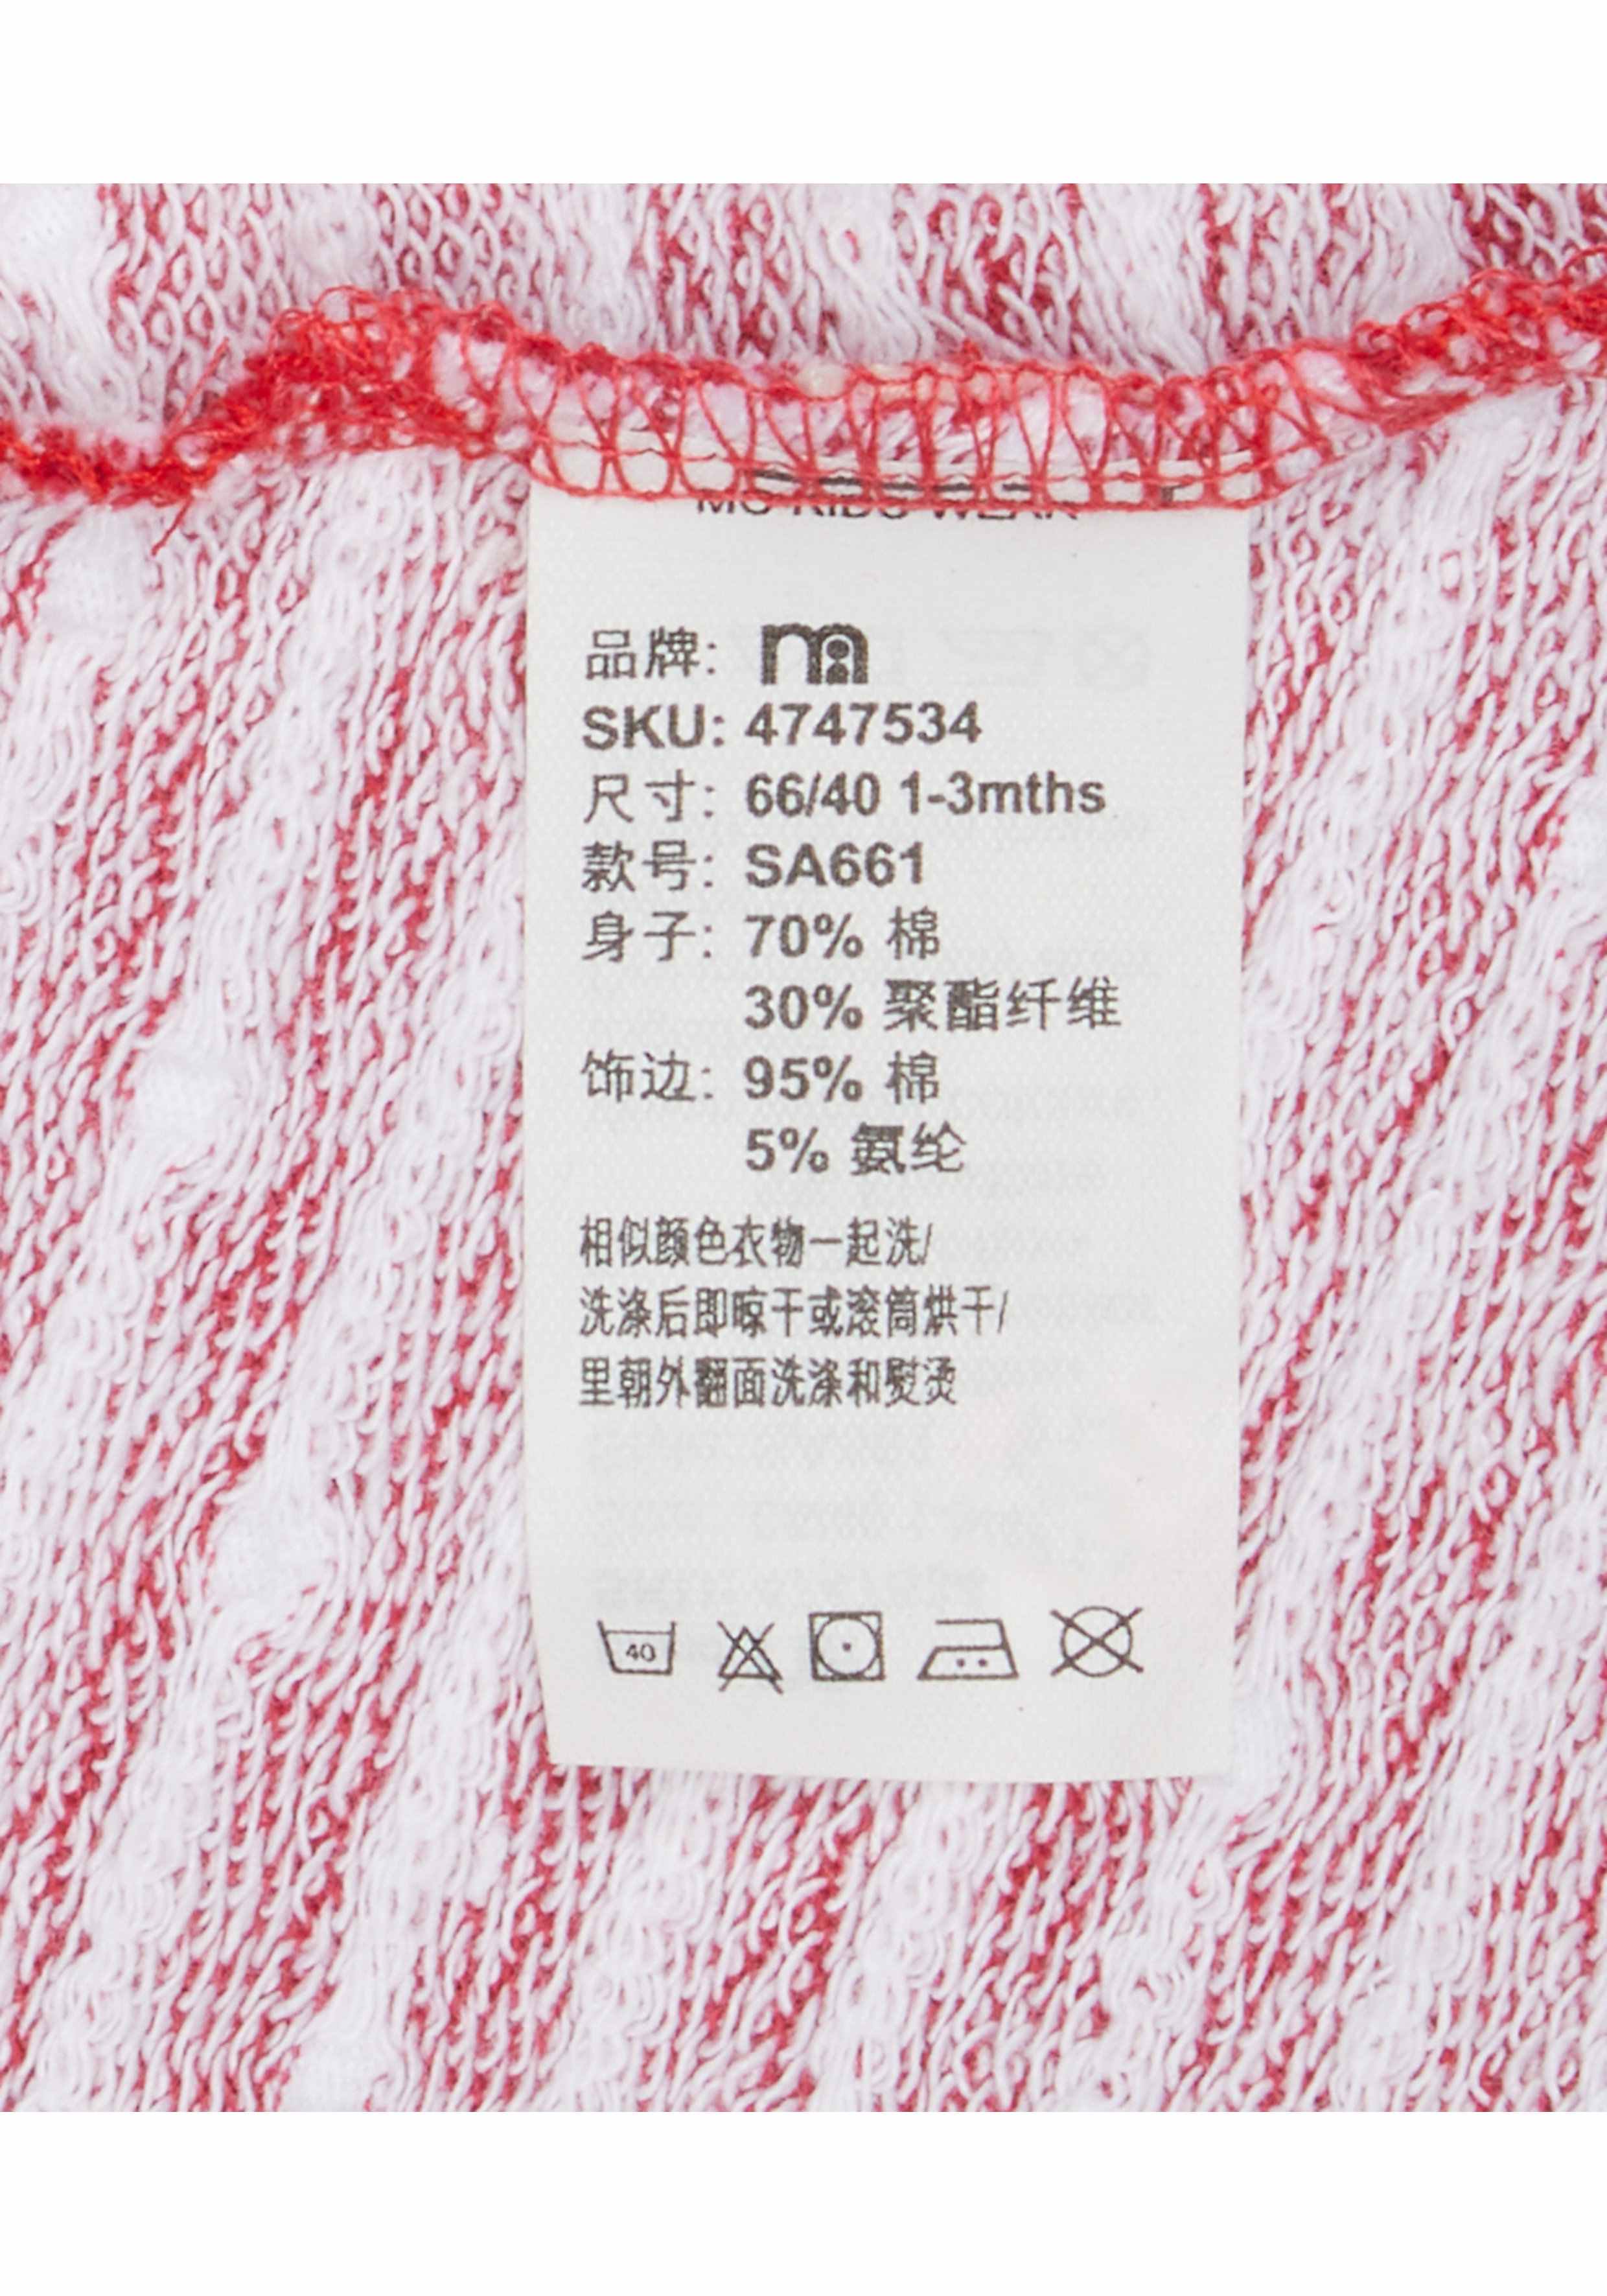 MC KIDS WEAR
品牌:
SKU: 4747534
尺寸: 66/40 1-3mths
款号: SA661
身子: 70% 棉
30% 聚酯纤维
饰边: 95% 棉
5% 氨纶
相似颜色衣物一起洗/
洗涤后即晾干或滚筒烘干/
里朝外翻面洗涤和熨烫
40